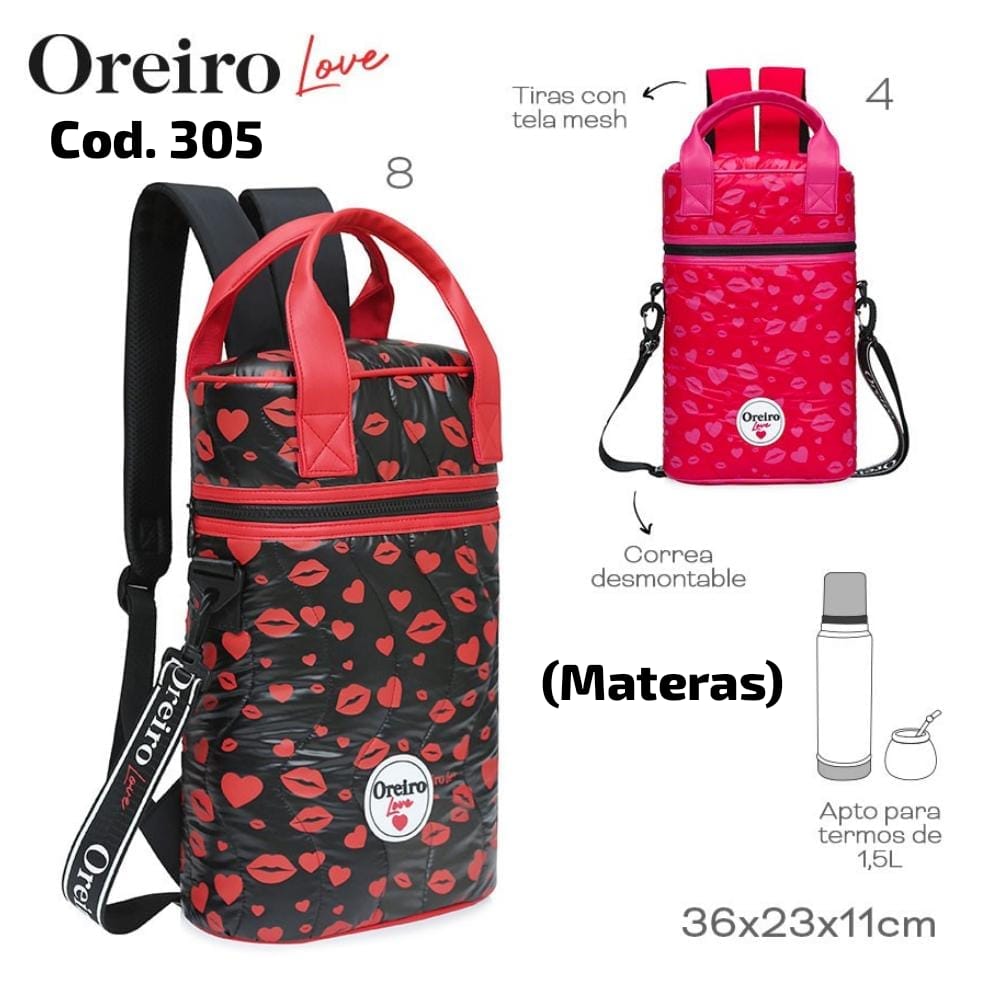 Oreiro Love
Cod. 305
8
Tiras con
tela mesh
4
Oreiro
Love
Oreiro
Correa
desmontable
(Materas)
Oreiro Love
Orei
Oreiro
Love
Apto para
termos de
1,5L
36x23x11cm